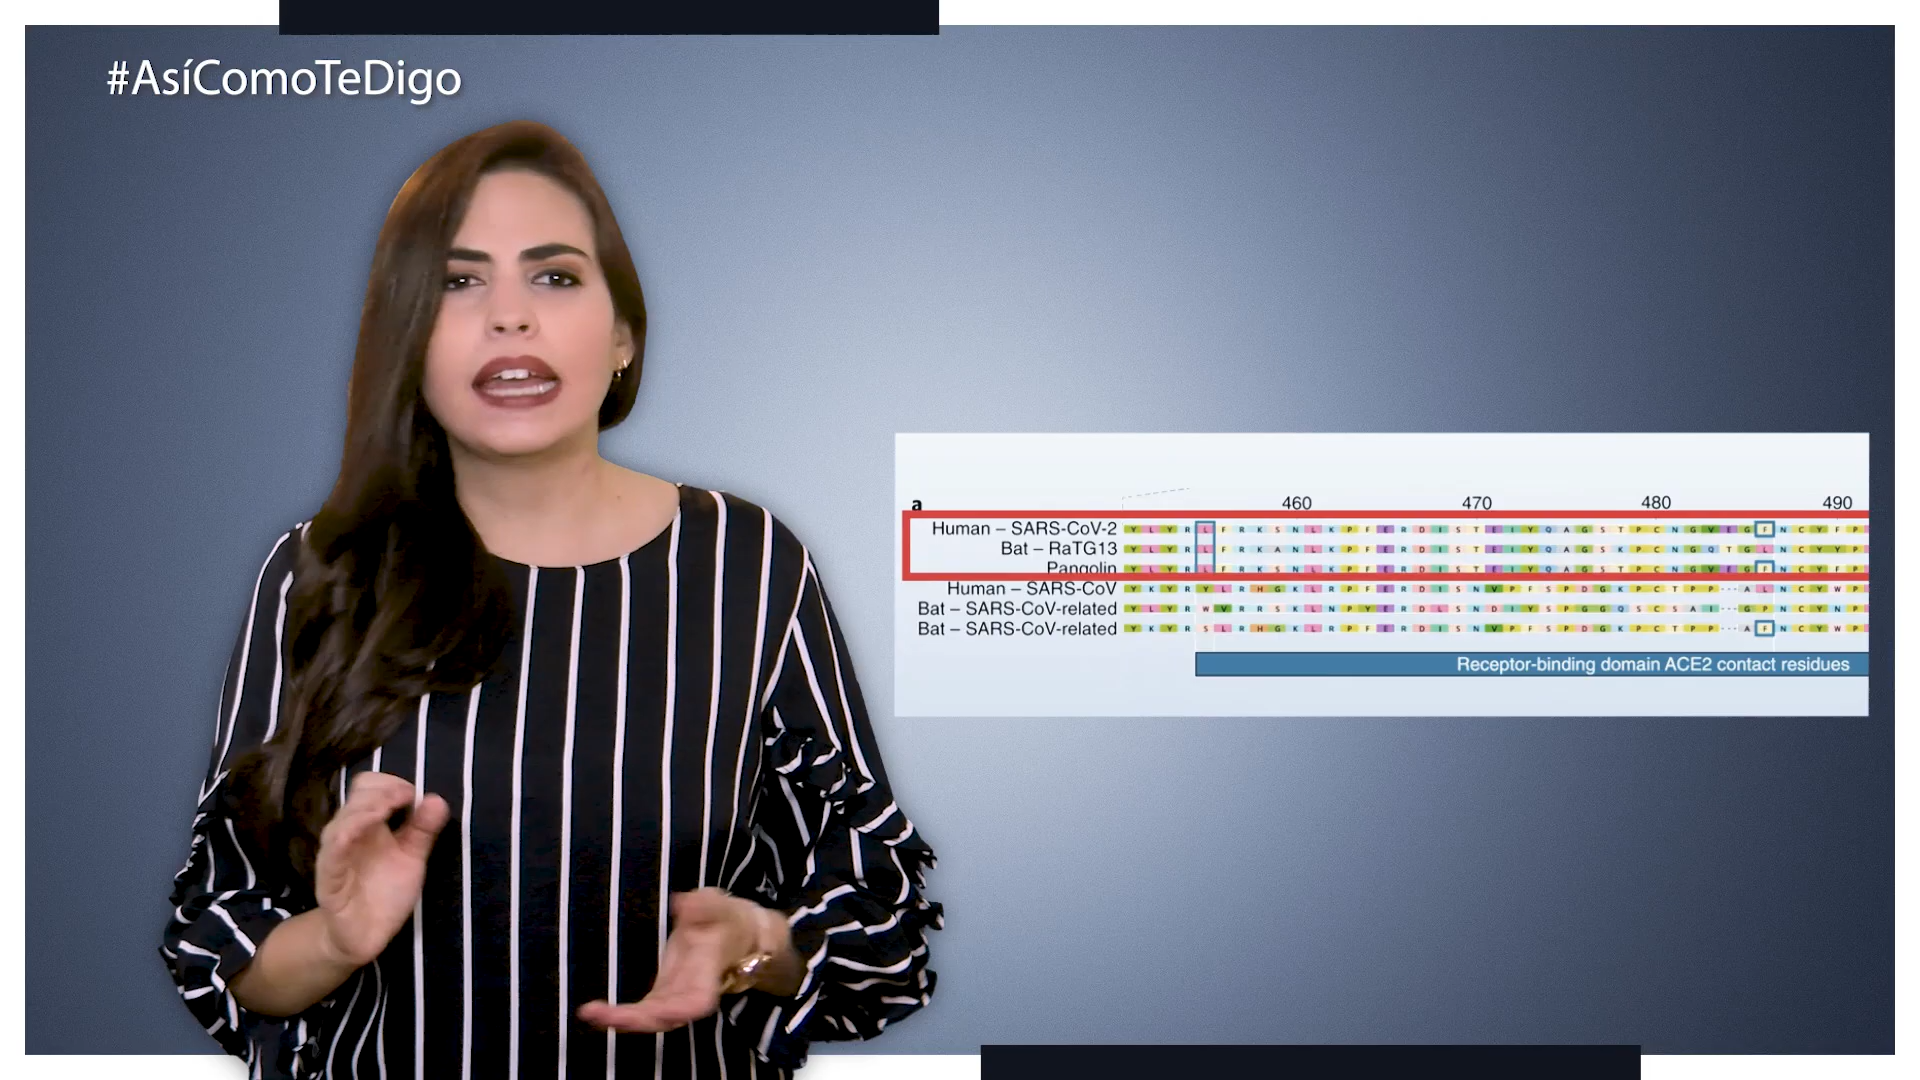 #AsíComoTeDigo
a 460 470 480 490
Human – SARS-CoV-2 Y L Y R L F R K S N L K P F E R D I S T E I Y Q A G S T P C N G V E G F N C Y F P
Bat – RaTG13 Y L Y R L F R K A N L K P F E R D I S T E I Y Q A G S K P C N G Q T G L N C Y Y P
Pangolin Y L Y R L F R K S N L K P F E R D I S T E I Y Q A G S T P C N G V E G F N C Y F P
Human – SARS-CoV Y K Y R Y L R H G K L R P F E R D I S N V P F S P D G K P C T P P - - - A L N C Y W P
Bat – SARS-CoV-related Y L Y R W V R R S K L N P Y E R D L S N D I Y S P G G Q S C S A I - - - G P N C Y N P
Bat – SARS-CoV-related Y K Y R S L R H G K L R P F E R D I S N V P F S P D G K P C T P P - - - A F N C Y W P
Receptor-binding domain ACE2 contact residues